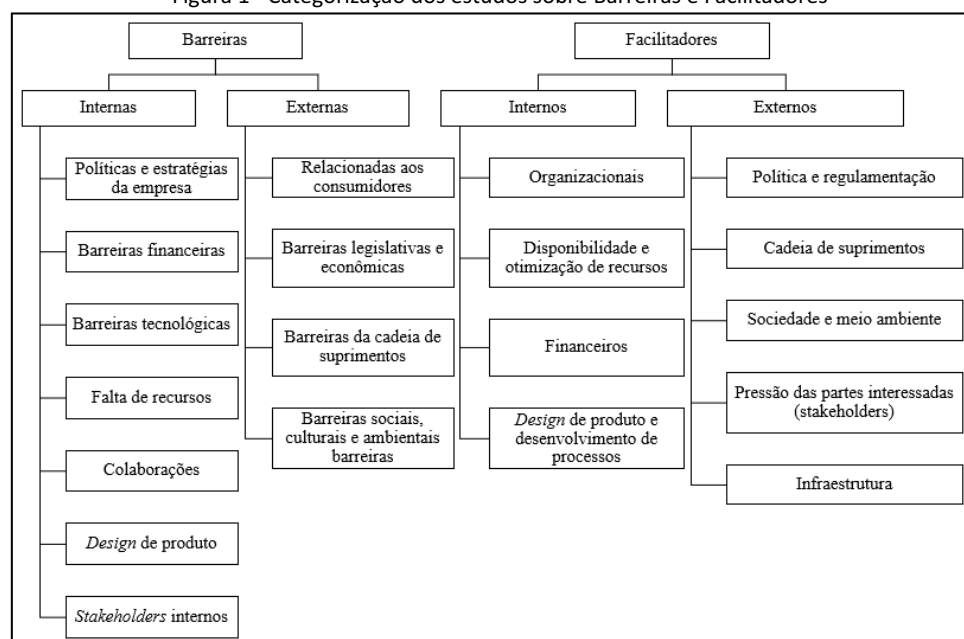 Figura 1 - Categorização dos estudos sobre Barreiras e Facilitadores
Barreiras
Facilitadores
Internas
Externas
Internos
Externos
Políticas e estratégias
da empresa
Barreiras financeiras
Barreiras tecnológicas
Falta de recursos
Colaborações
Design de produto
Stakeholders internos
Relacionadas aos
consumidores
Barreiras legislativas e
econômicas
Barreiras da cadeia de
suprimentos
Barreiras sociais,
culturais e ambientais
barreiras
Organizacionais
Disponibilidade e
otimização de recursos
Financeiros
Design de produto e
desenvolvimento de
processos
Política e regulamentação
Cadeia de suprimentos
Sociedade e meio ambiente
Pressão das partes interessadas
(stakeholders)
Infraestrutura